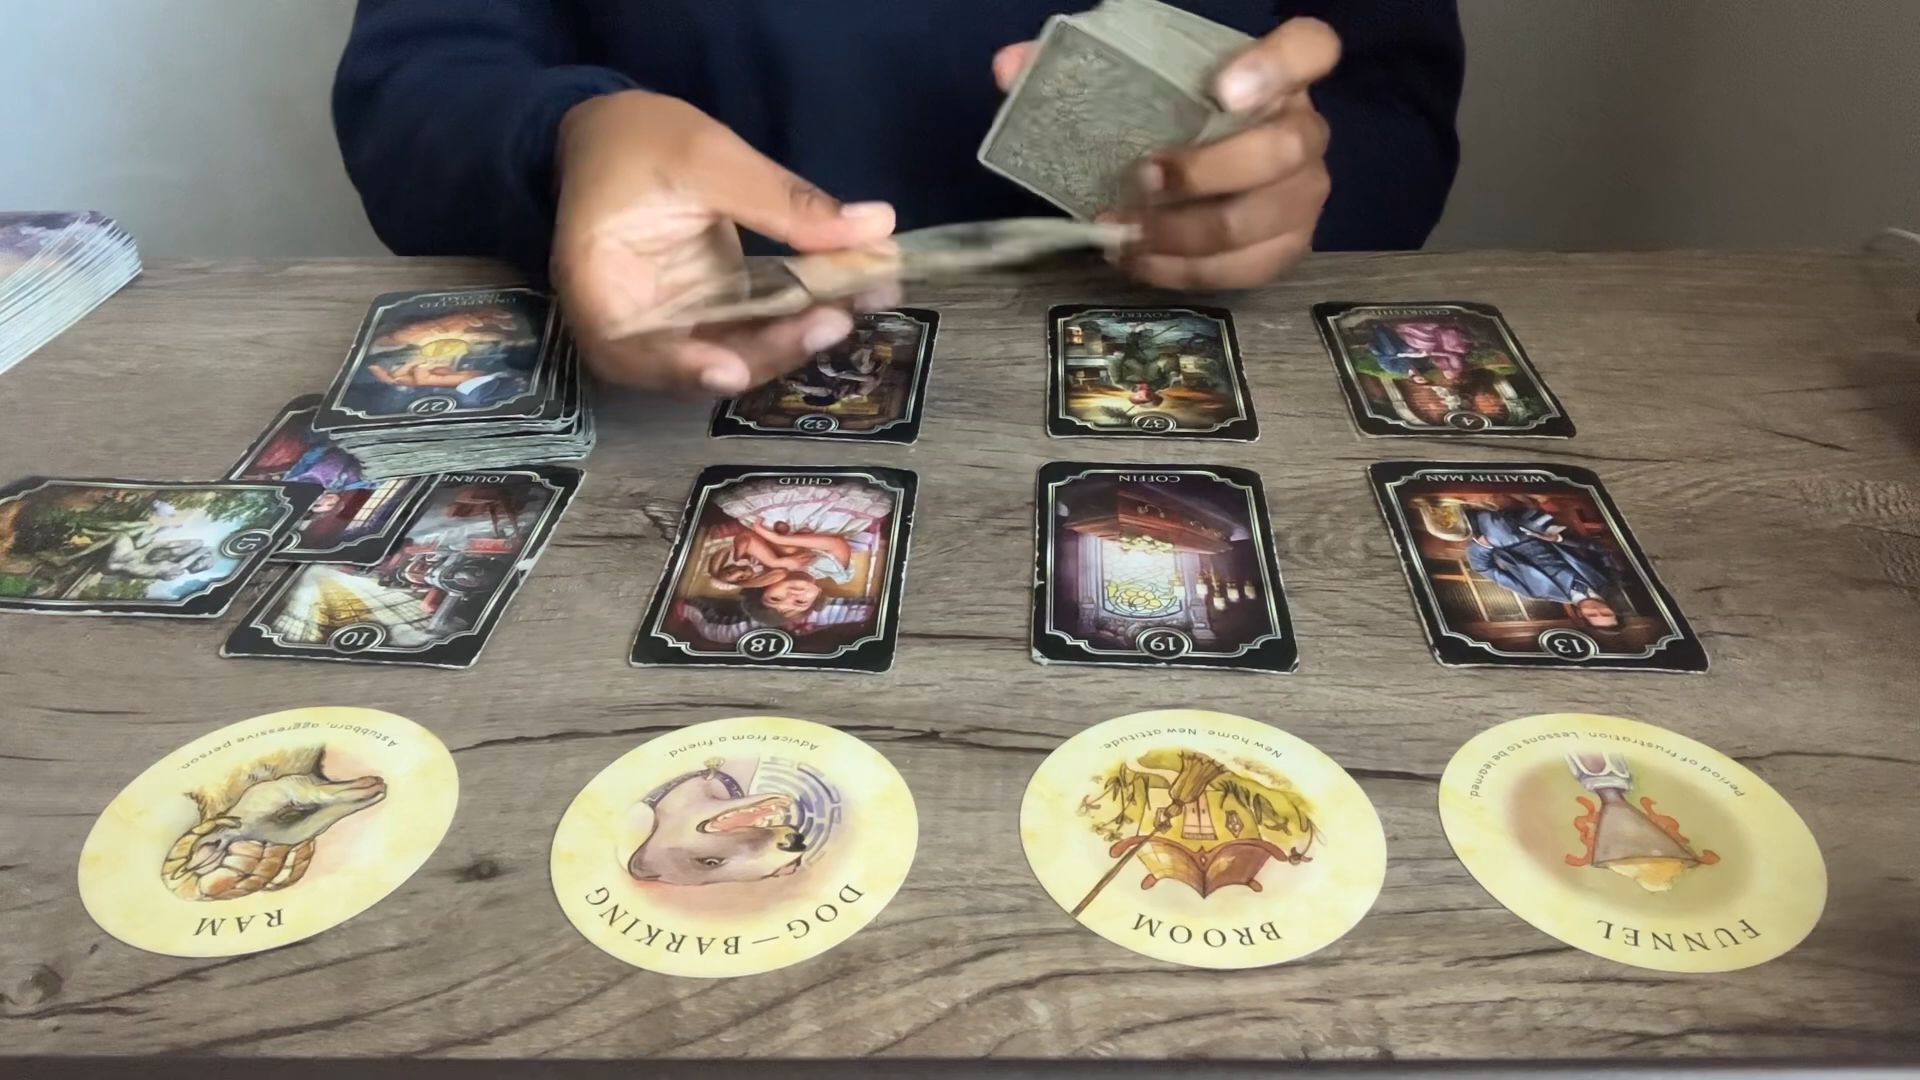 UNEXPECTED
INCOME
27
32
POVERTY
37
COURTSHIP
4
15
JOURNE
10
CHILD
18
COFFIN
19
WEALTHY MAN
13
A stubborn, aggressive person.
RAM
Advice from a friend.
DOG—BARKING
New home. New attitude.
BROOM
Period of frustration. Lessons to be learned.
FUNNEL